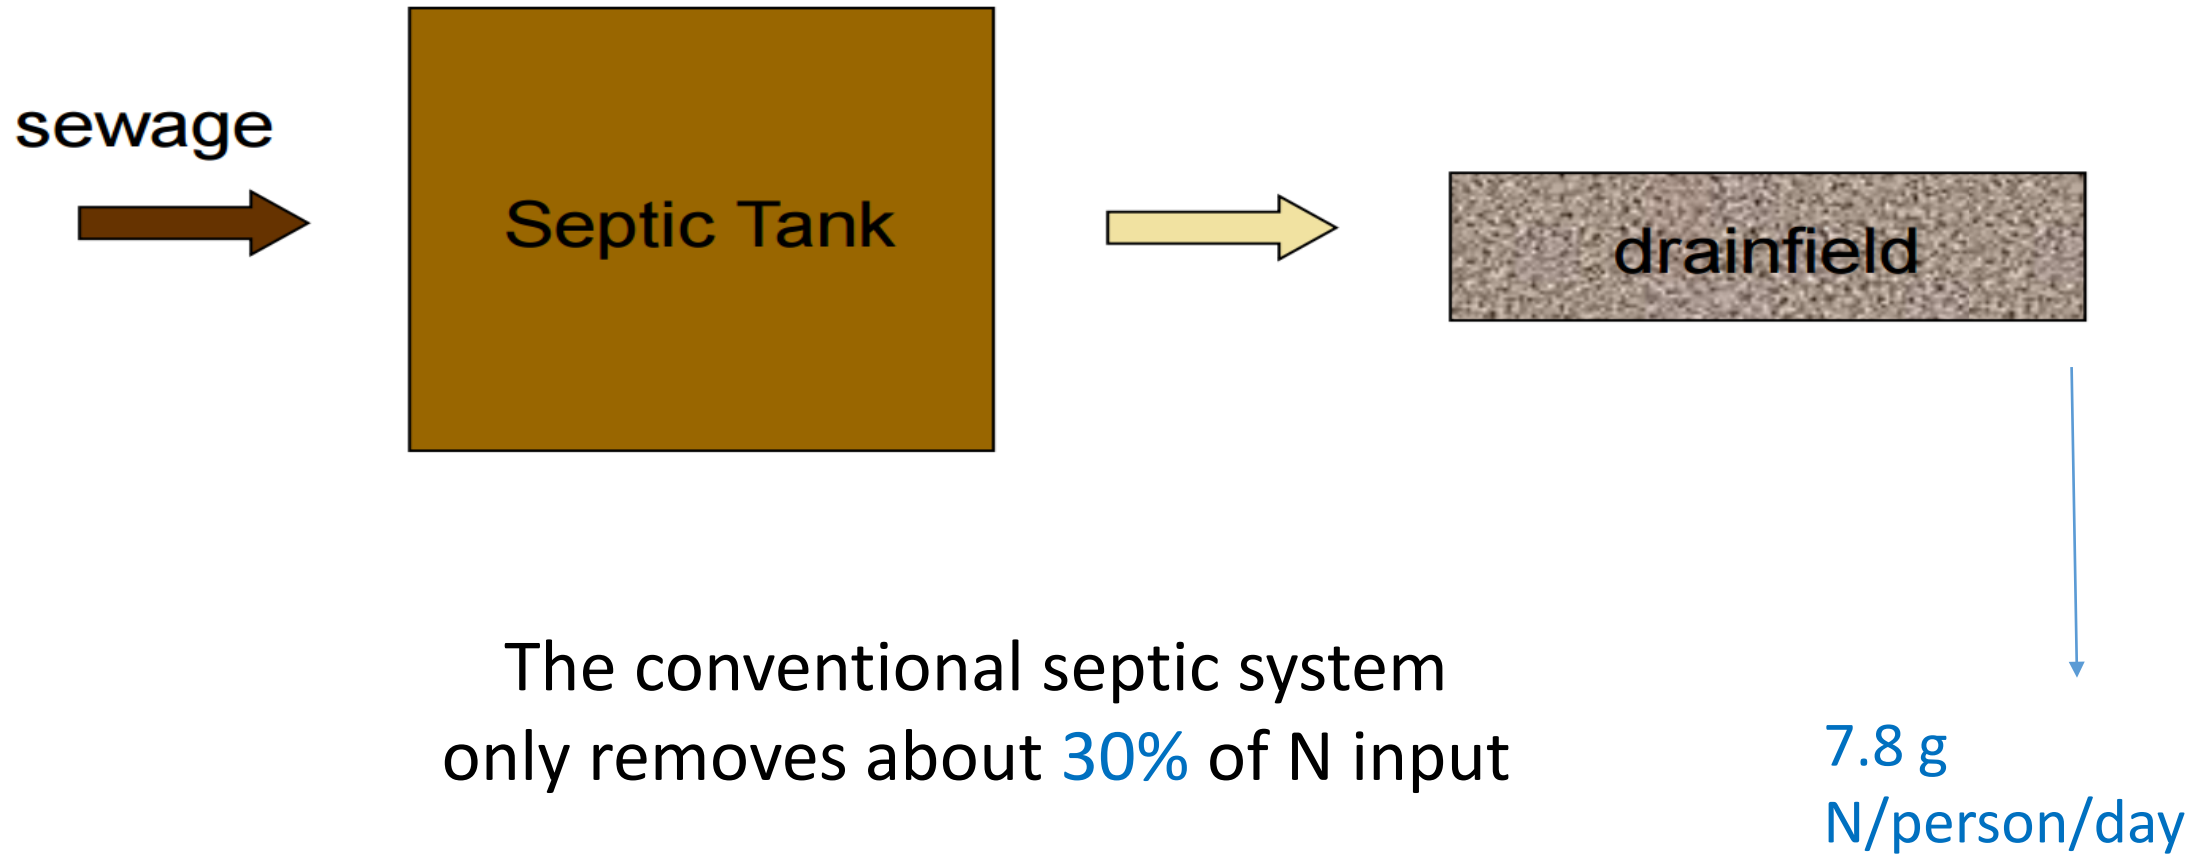 sewage
Septic Tank
drainfield
The conventional septic system
only removes about 30% of N input
7.8 g
N/person/day